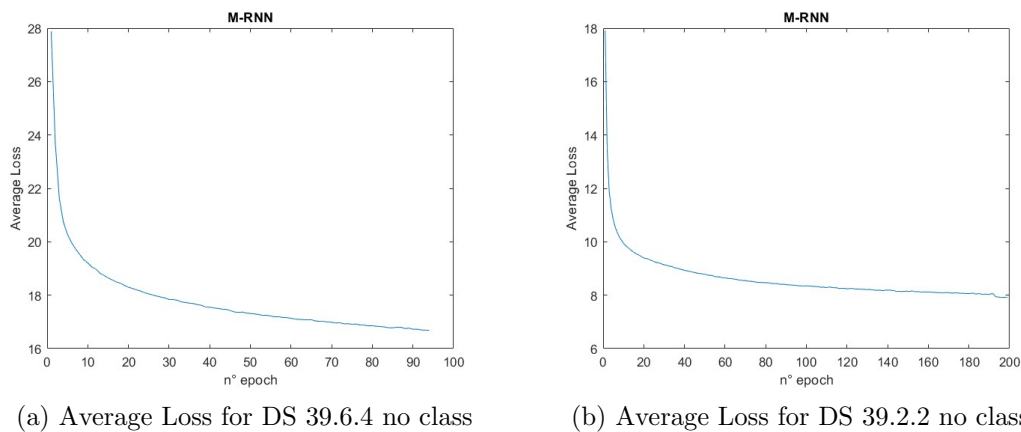 M-RNN
28
26
24
22
20
18
16
Average Loss
0 10 20 30 40 50 60 70 80 90 100
n° epoch
(a) Average Loss for DS 39.6.4 no class
M-RNN
18
16
14
12
10
8
6
Average Loss
0 20 40 60 80 100 120 140 160 180 200
n° epoch
(b) Average Loss for DS 39.2.2 no clas